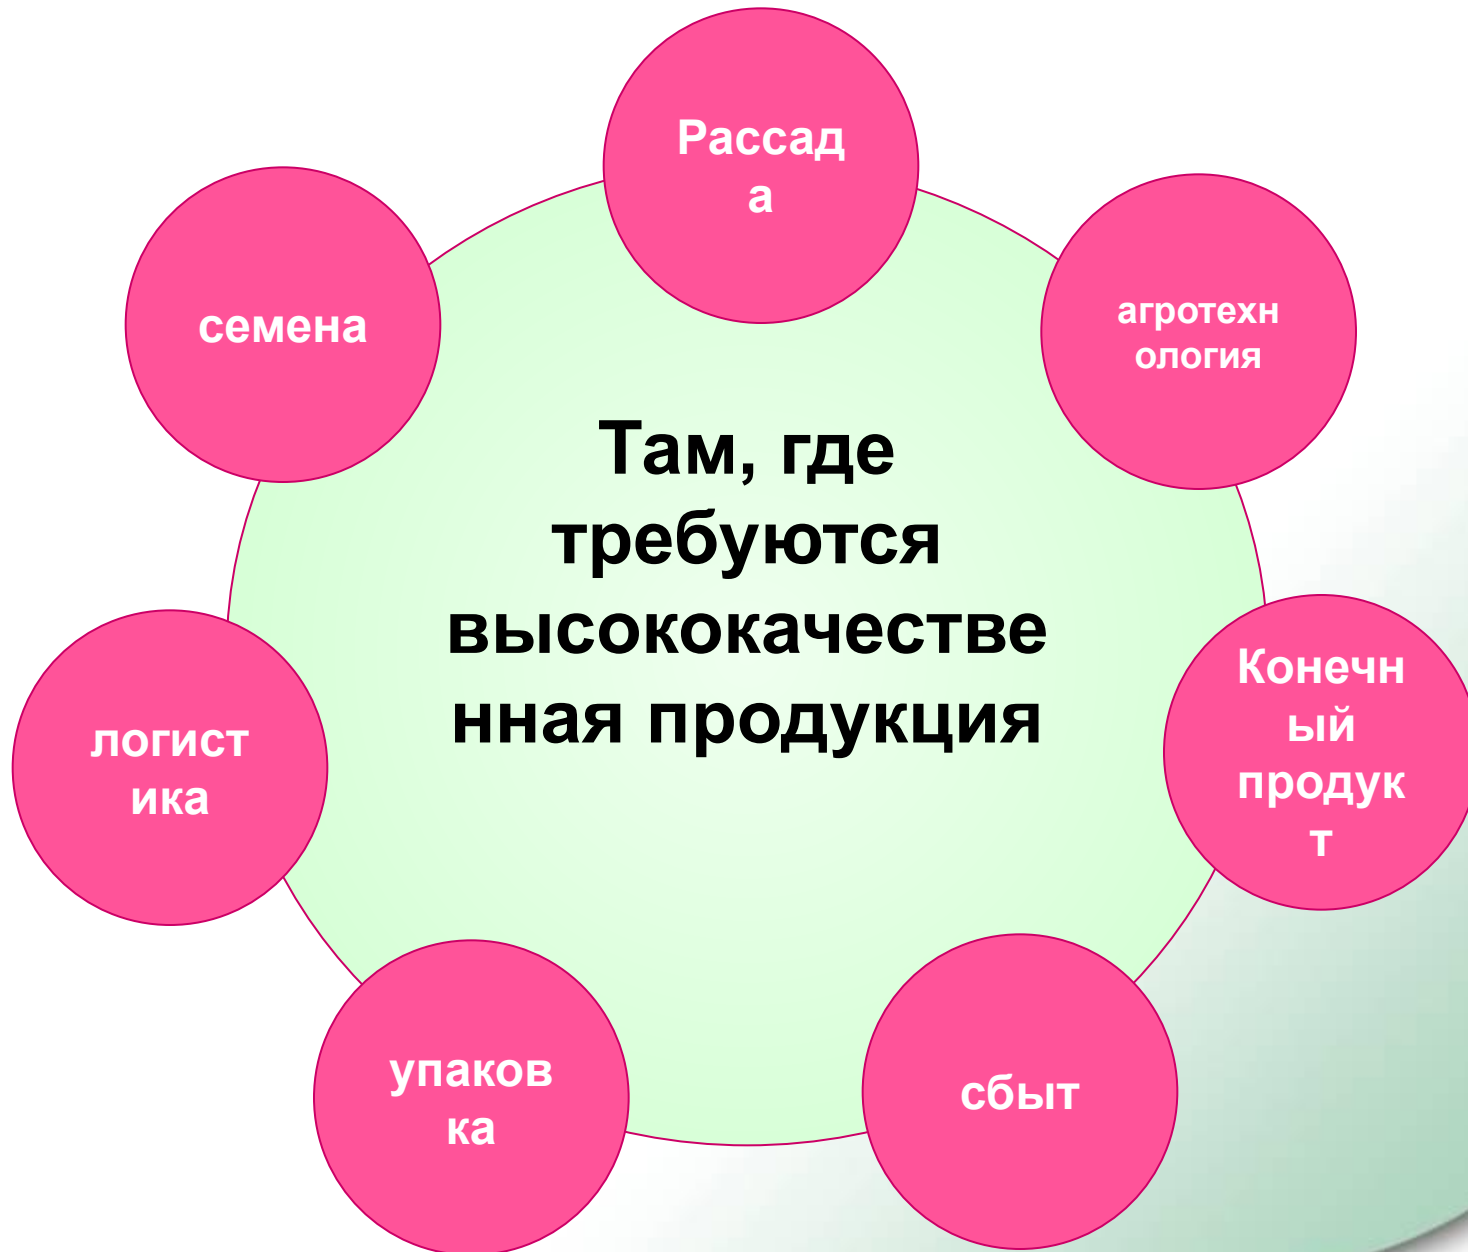 Рассад
а
семена
агротехн
ология
Там, где
требуются
высококачестве
нная продукция
Конечн
ый
продук
т
логист
ика
упаков
ка
сбыт